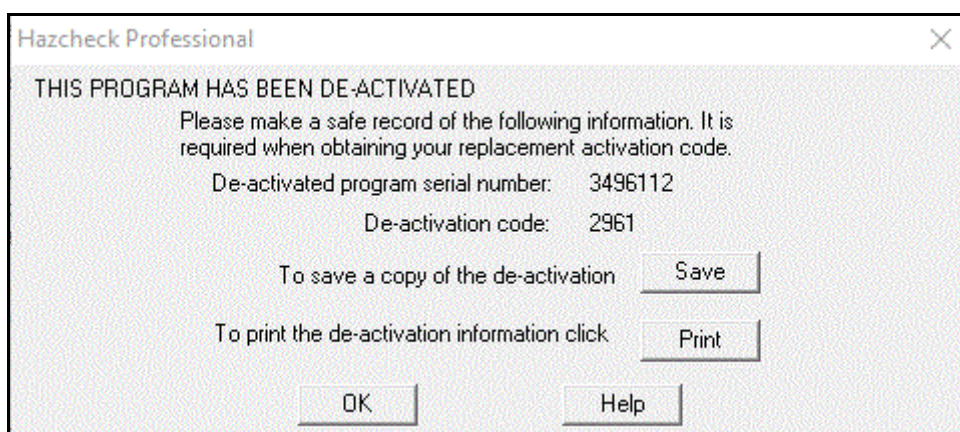 Hazcheck Professional
THIS PROGRAM HAS BEEN DE-ACTIVATED
Please make a safe record of the following information. It is
required when obtaining your replacement activation code.
De-activated program serial number: 3496112
De-activation code: 2961
To save a copy of the de-activation Save
To print the de-activation information click Print
OK Help